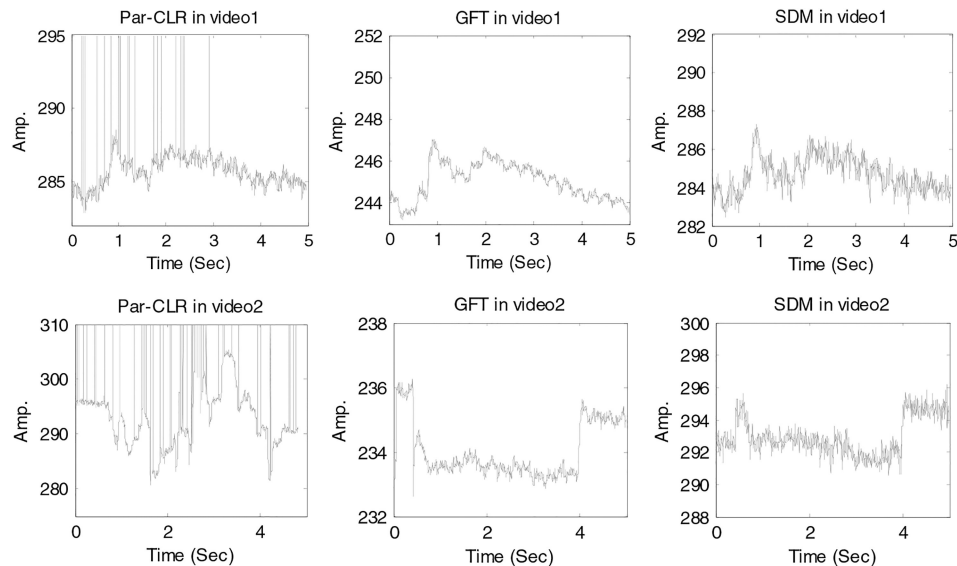 Par-CLR in video1
295
290
285
Amp.
0 1 2 3 4 5
Time (Sec)
GFT in video1
252
250
248
246
244
Amp.
0 1 2 3 4 5
Time (Sec)
SDM in video1
292
290
288
286
284
282
Amp.
0 1 2 3 4 5
Time (Sec)
Par-CLR in video2
310
300
290
280
Amp.
0 2 4
Time (Sec)
GFT in video2
238
236
233
232
Amp.
0 2 4
Time (Sec)
SDM in video2
300
298
296
294
292
290
288
Amp.
0 2 4
Time (Sec)